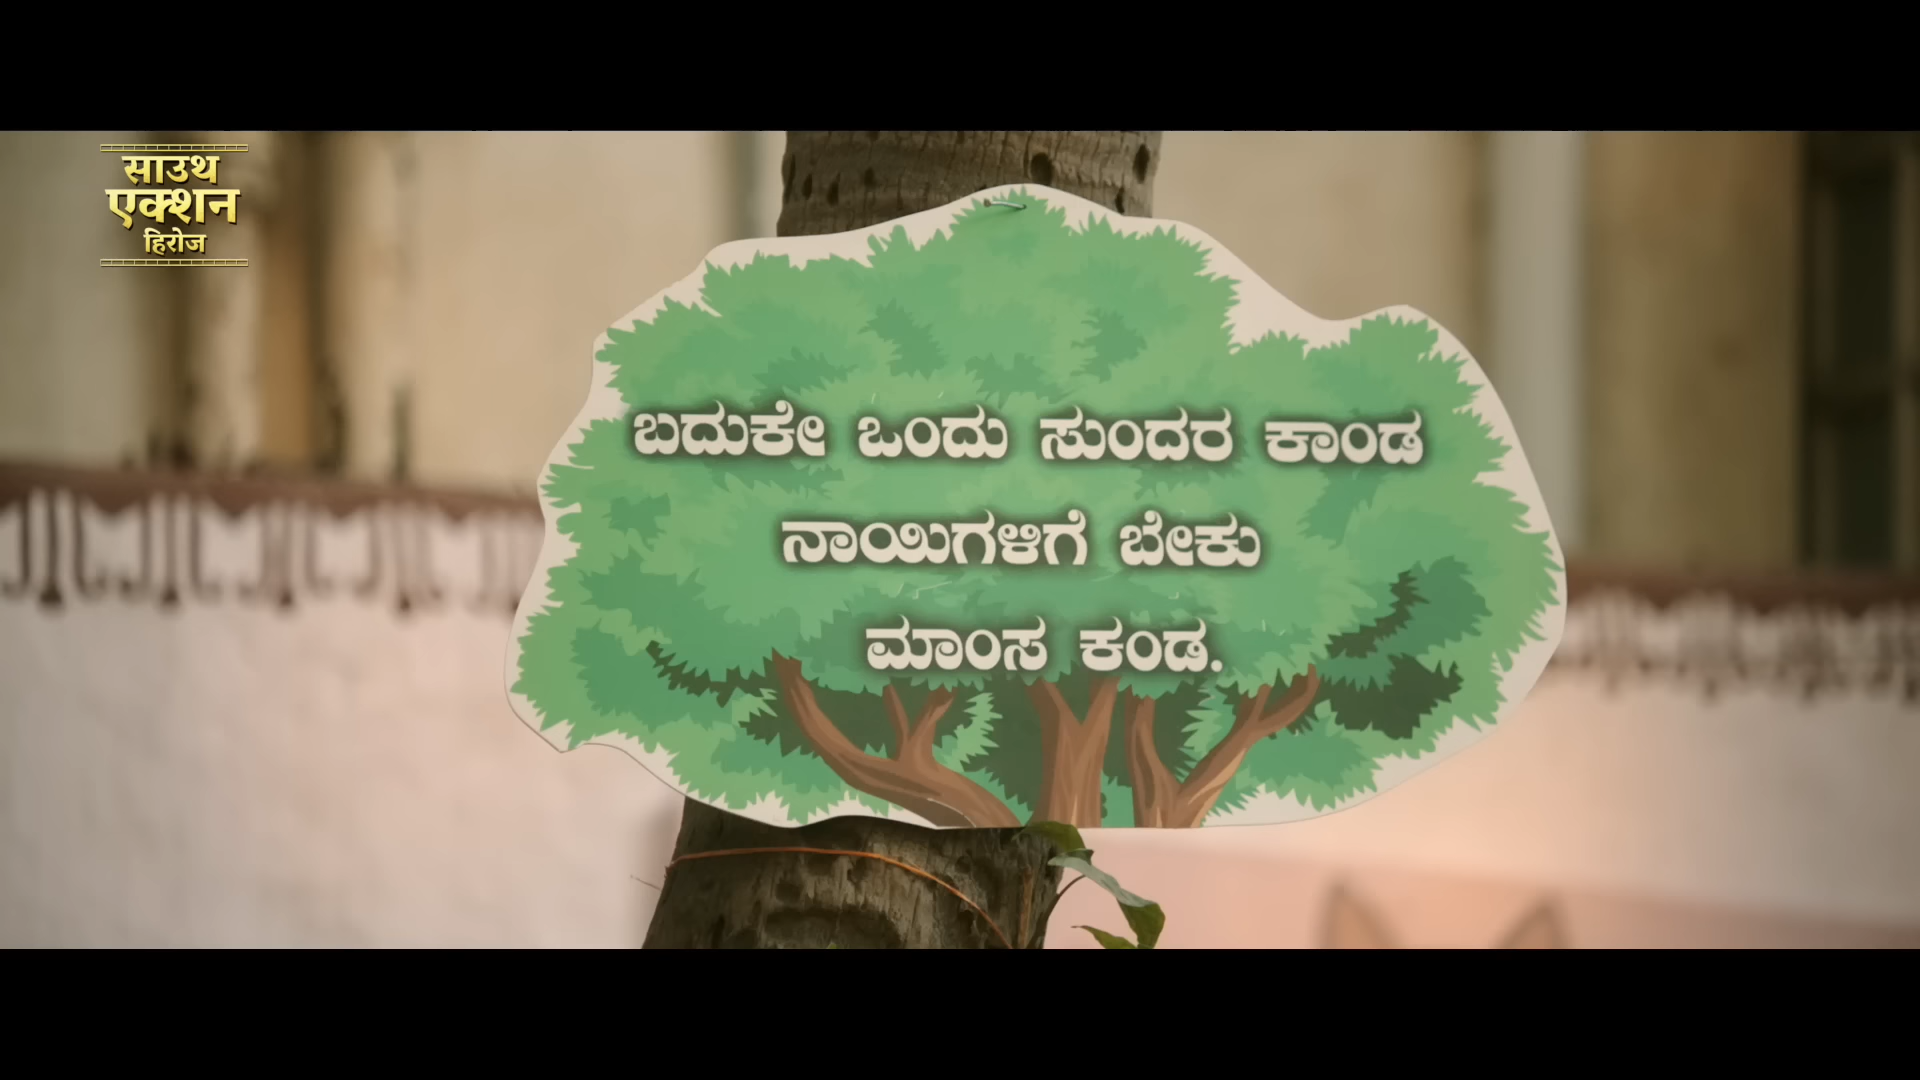 साउथ
एक्शन
हिरोज
ಬದುಕೇ ಒಂದು ಸುಂದರ ಕಾಂಡ
ನಾಯಿಗಳಿಗೆ ಬೇಕು
ಮಾಂಸ ಕಂಡ.